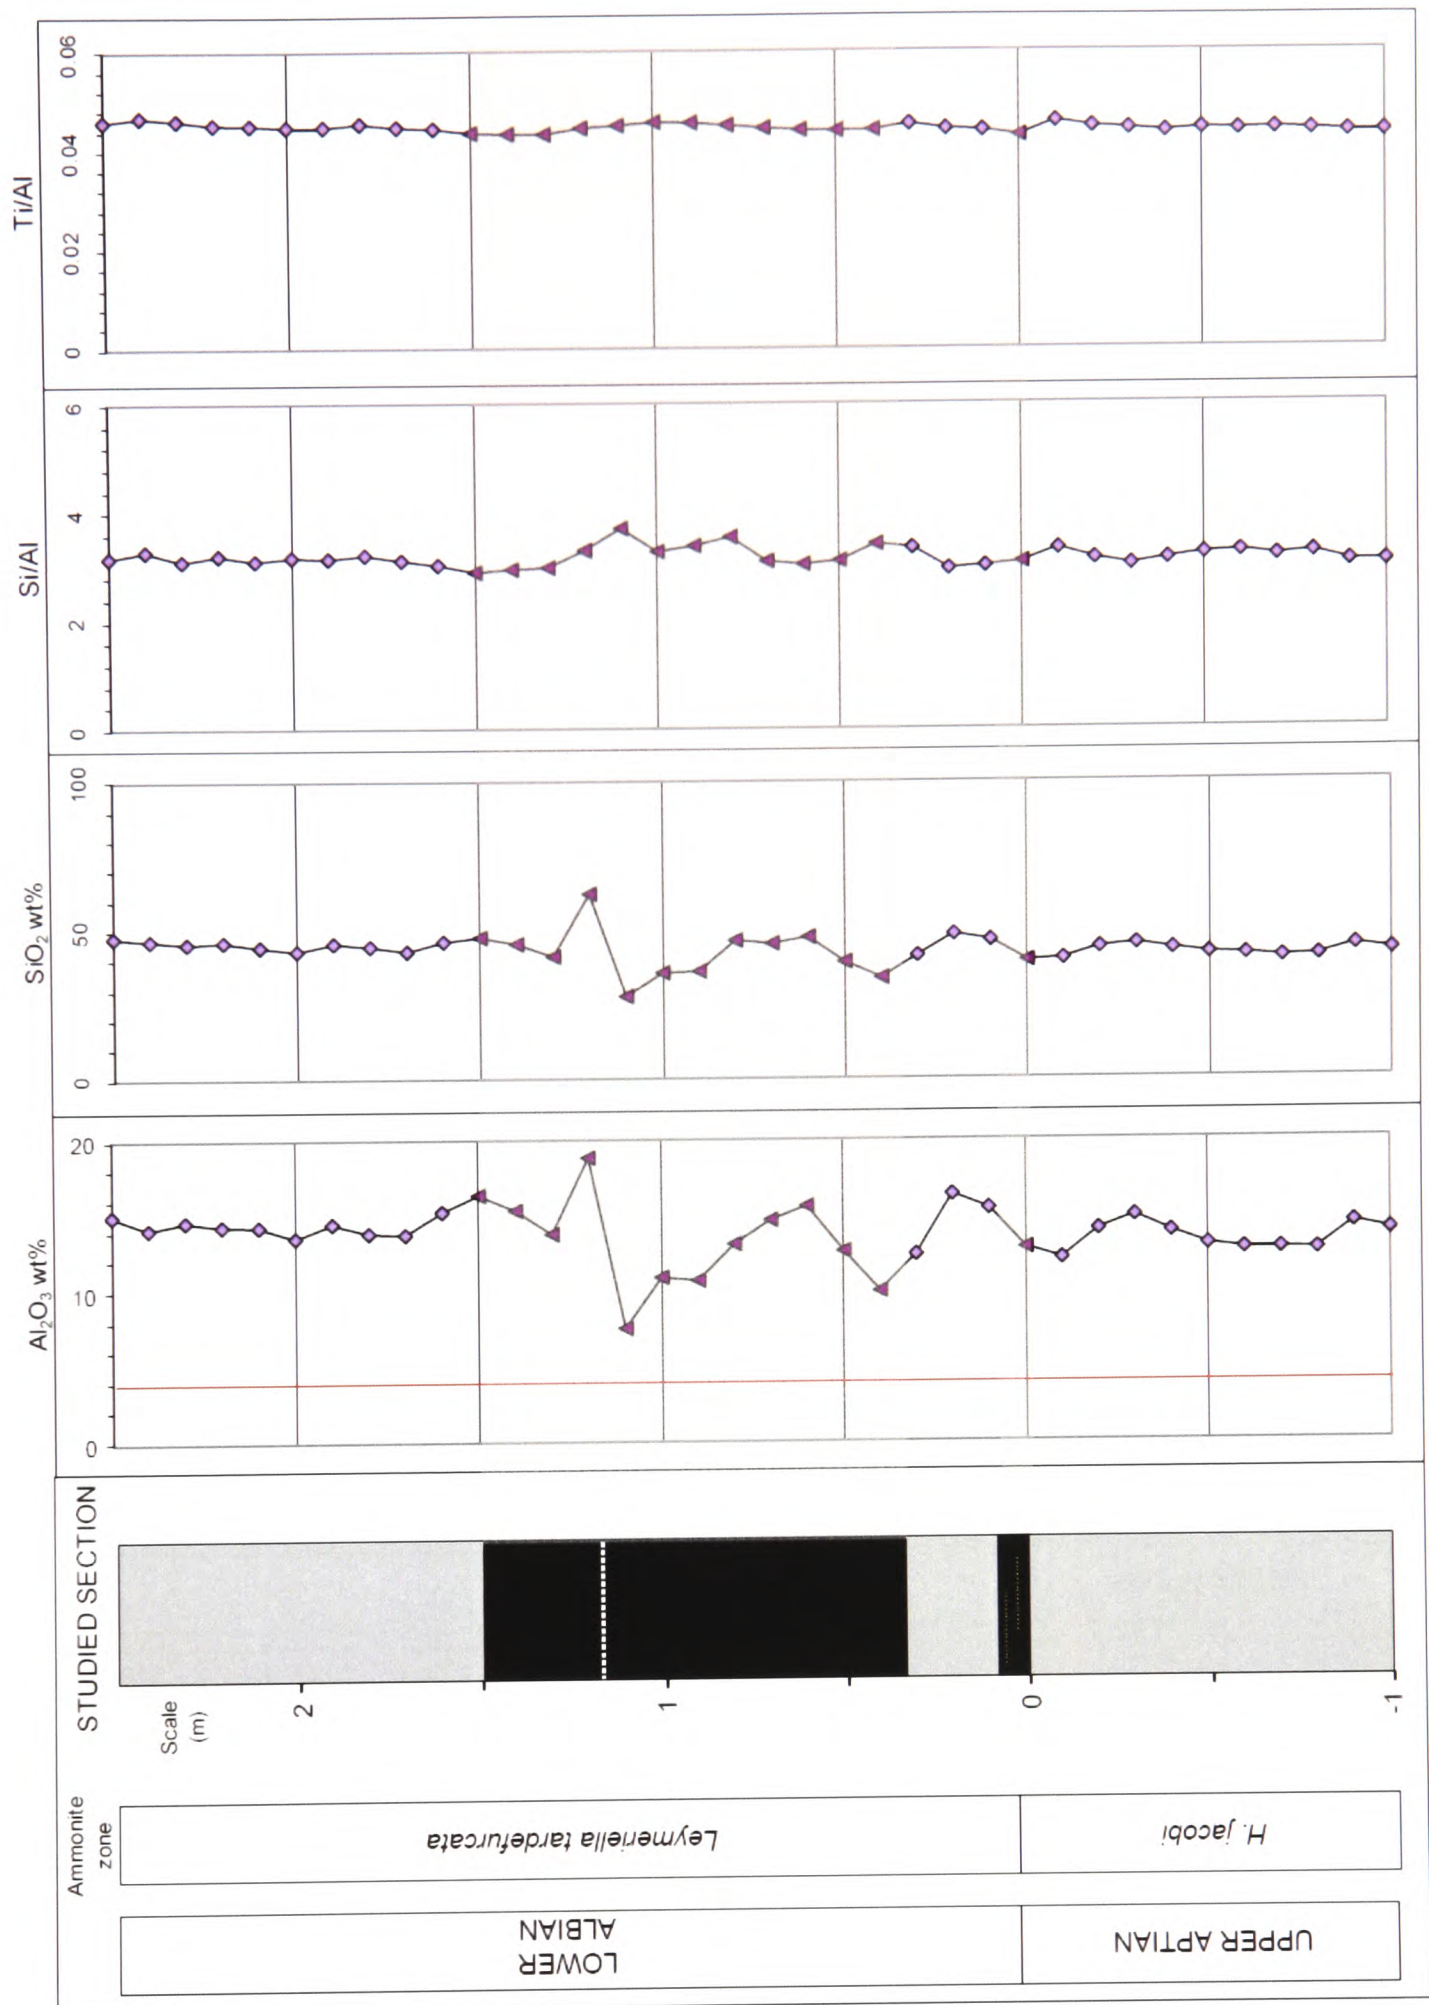 Ti/Al
0
0.02
0.04
0.06
Si/Al
0
2
4
6
SiO₂ wt%
0
50
100
Al₂O₃ wt%
0
10
20
STUDIED SECTION
Scale
(m)
2
1
0
-1
Ammonite
zone
Leymeriella tardefurcata
H. jacobi
LOWER
ALBIAN
UPPER APTIAN